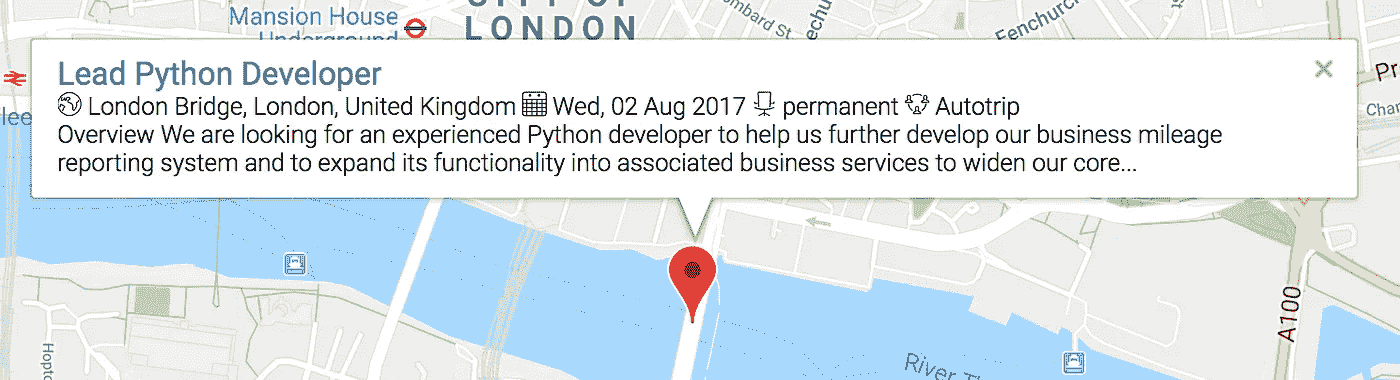 Mansion House
Underground
LONDON
Lead Python Developer
London Bridge, London, United Kingdom Wed, 02 Aug 2017 permanent Autotrip
Overview We are looking for an experienced Python developer to help us further develop our business mileage
reporting system and to expand its functionality into associated business services to widen our core...
A100
River